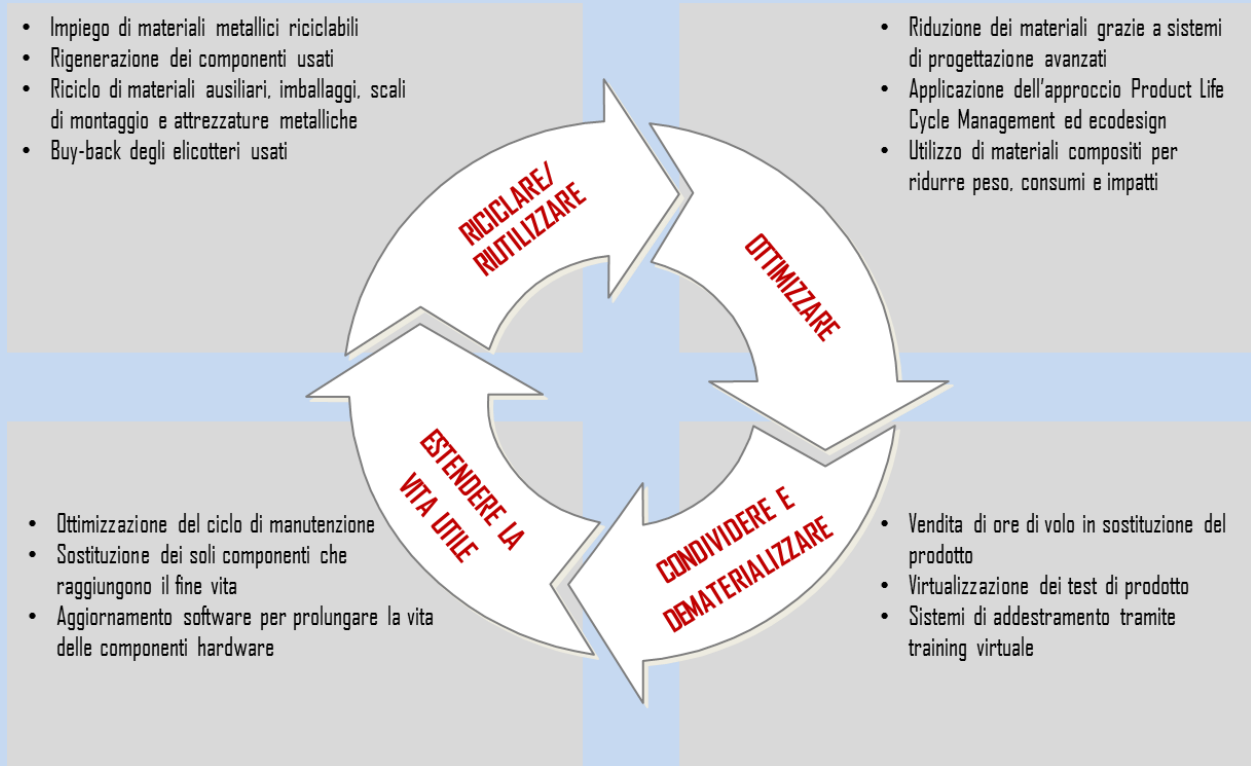 • Impiego di materiali metallici riciclabili
• Rigenerazione dei componenti usati
• Riciclo di materiali ausiliari, imballaggi, scali
di montaggio e attrezzature metalliche
• Buy-back degli elicotteri usati
• Riduzione dei materiali grazie a sistemi
di progettazione avanzati
• Applicazione dell'approccio Product Life
Cycle Management ed ecodesign
• Utilizzo di materiali compositi per
ridurre peso, consumi e impatti
RICICLARE/
RIUTILIZZARE
OTTIMIZZARE
ESTENDERE LA
VITA UTILE
CONDIVIDERE E
DEMATERIALIZZARE
• Ottimizzazione del ciclo di manutenzione
• Sostituzione dei soli componenti che
raggiungono il fine vita
• Aggiornamento software per prolungare la vita
delle componenti hardware
• Vendita di ore di volo in sostituzione del
prodotto
• Virtualizzazione dei test di prodotto
• Sistemi di addestramento tramite
training virtuale